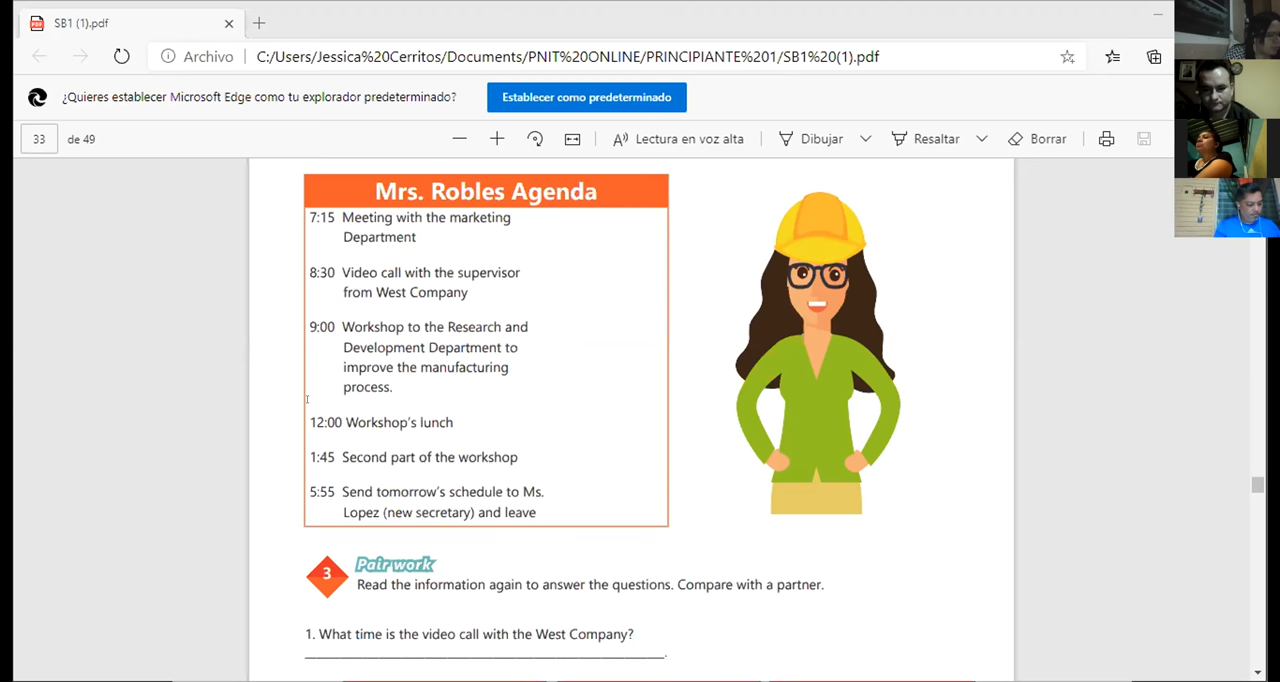 SB1 (1).pdf
Archivo
C:/Users/Jessica%20Cerritos/Documents/PNIT%20ONLINE/PRINCIPIANTE%201/SB1%20(1).pdf
¿Quieres establecer Microsoft Edge como tu explorador predeterminado?
Establecer como predeterminado
33 de 49
Lectura en voz alta
Dibujar
Resaltar
Borrar
Mrs. Robles Agenda
7:15 Meeting with the marketing
Department
8:30 Video call with the supervisor
from West Company
9:00 Workshop to the Research and
Development Department to
improve the manufacturing
process.
12:00 Workshop's lunch
1:45 Second part of the workshop
5:55 Send tomorrow's schedule to Ms.
Lopez (new secretary) and leave
3 Pair work
Read the information again to answer the questions. Compare with a partner.
1. What time is the video call with the West Company?